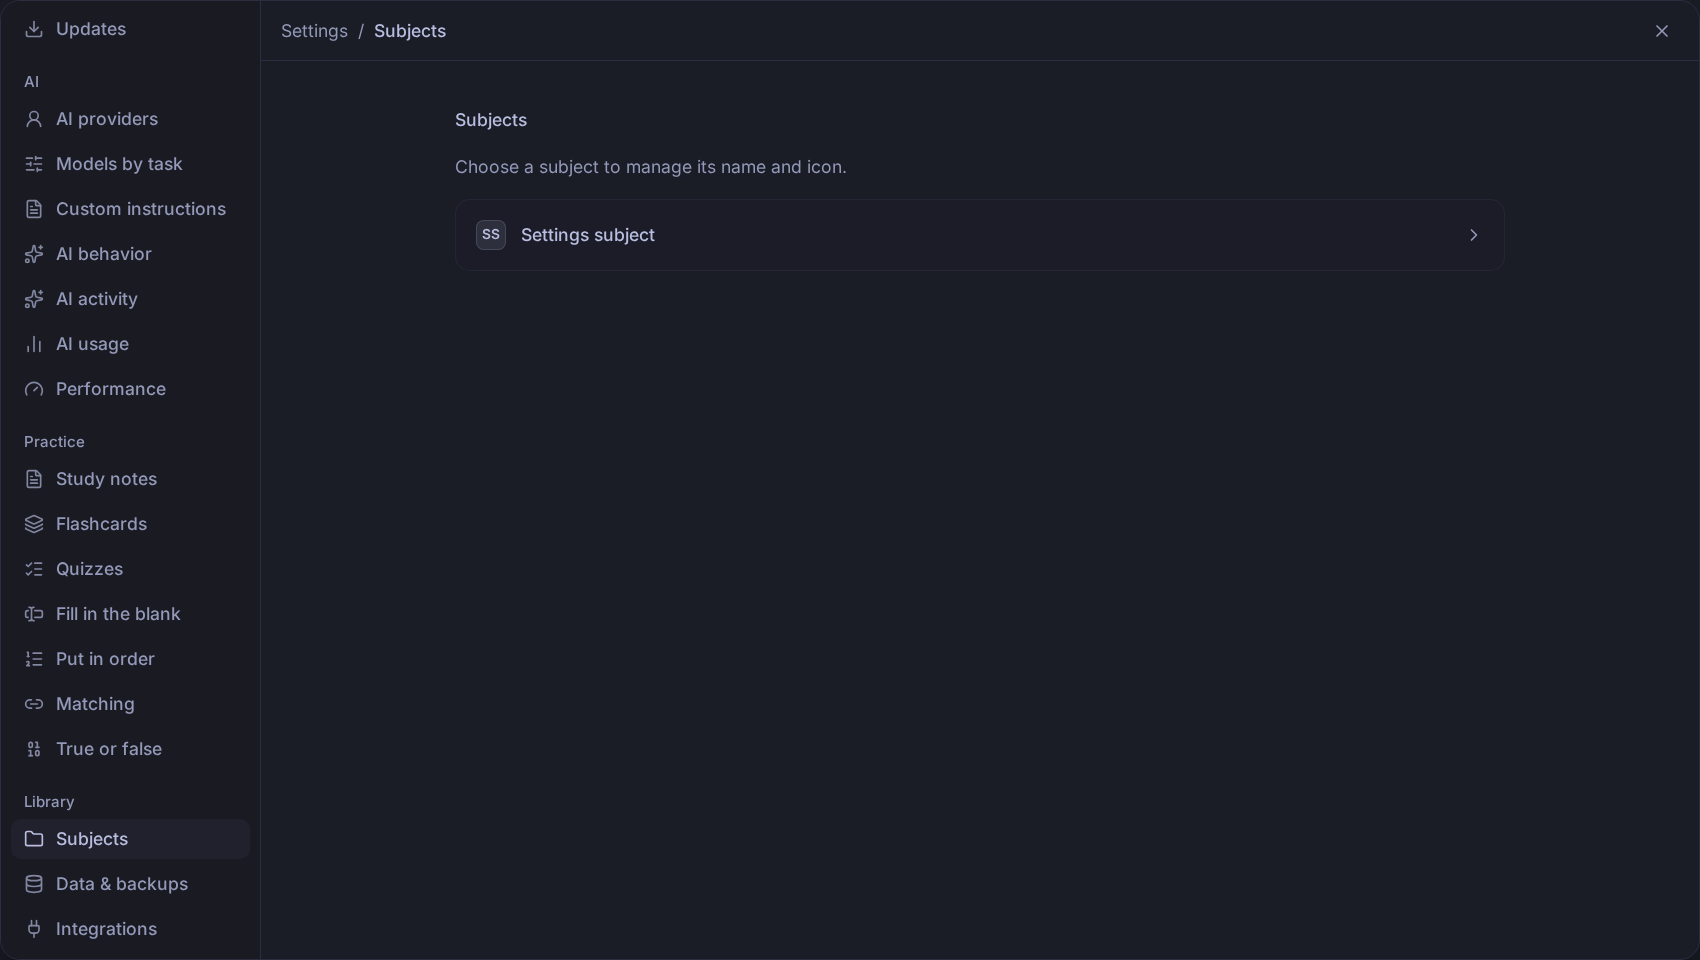 Updates
AI
AI providers
Models by task
Custom instructions
AI behavior
AI activity
AI usage
Performance
Practice
Study notes
Flashcards
Quizzes
Fill in the blank
Put in order
Matching
True or false
Library
Subjects
Data & backups
Integrations
Settings / Subjects
Subjects
Choose a subject to manage its name and icon.
SS Settings subject